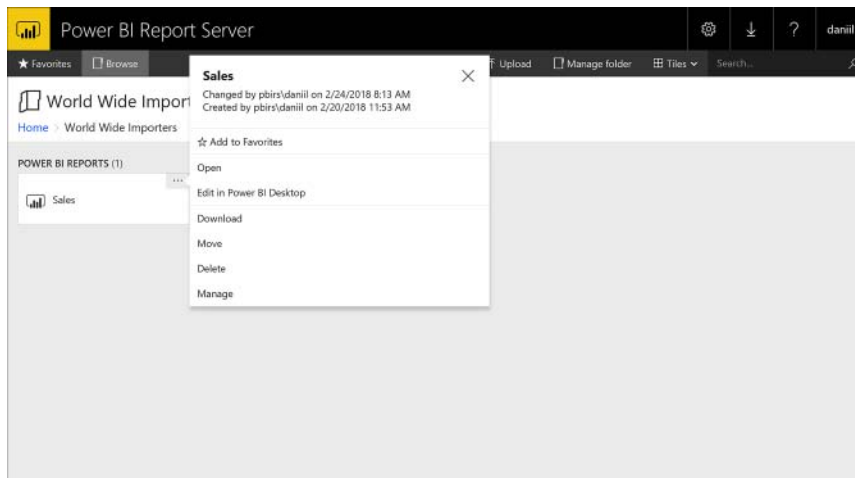 Power BI Report Server
?
daniil
★ Favorites
Browse
Upload
Manage folder
Tiles
Search...
World Wide Impor
Home > World Wide Importers
POWER BI REPORTS (1)
...
Sales
Sales
Changed by pbirs\daniil on 2/24/2018 8:13 AM
Created by pbirs\daniil on 2/20/2018 11:53 AM
Add to Favorites
Open
Edit in Power BI Desktop
Download
Move
Delete
Manage